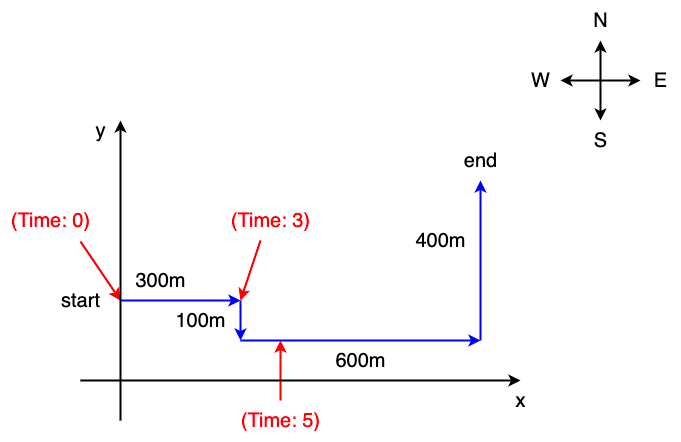 N
W
E
S
y
end
(Time: 0)
(Time: 3)
400m
300m
start
100m
600m
x
(Time: 5)